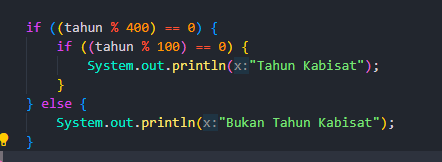 if ((tahun % 400) == 0) {
if ((tahun % 100) == 0) {
System.out.println(x:"Tahun Kabisat");
}
} else {
System.out.println(x:"Bukan Tahun Kabisat");
}